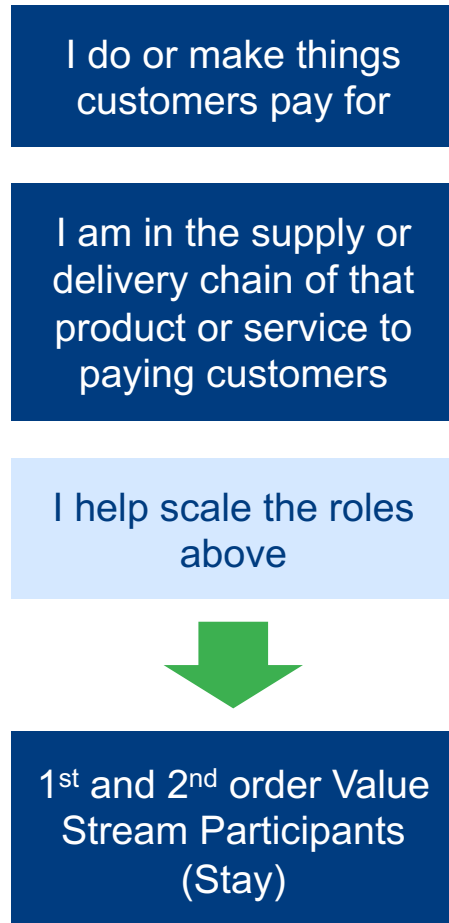 I do or make things
customers pay for
I am in the supply or
delivery chain of that
product or service to
paying customers
I help scale the roles
above
1st and 2nd order Value
Stream Participants
(Stay)